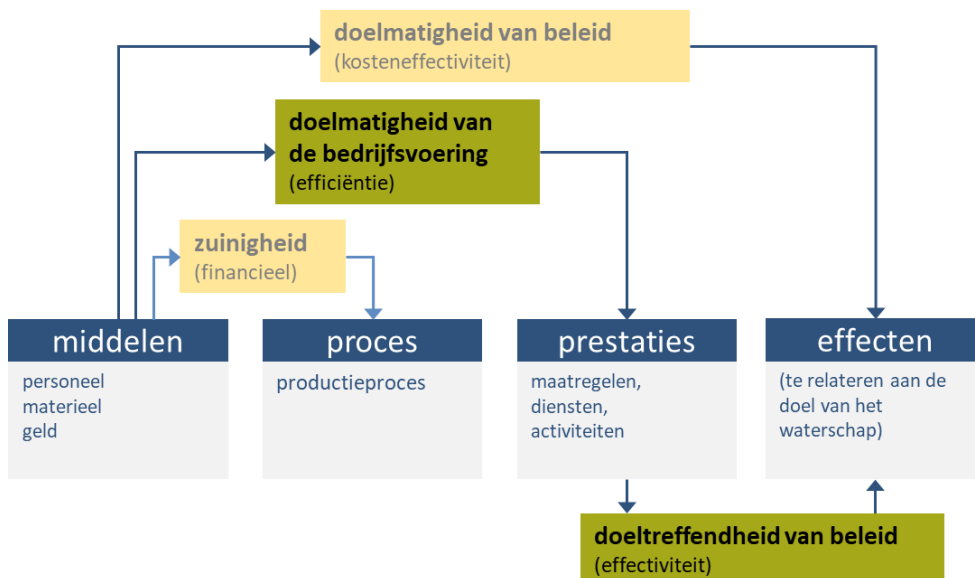 doelmatigheid van beleid
(kosteneffectiviteit)
doelmatigheid van
de bedrijfsvoering
(efficiëntie)
zuinigheid
(financieel)
middelen
personeel
materieel
geld
proces
productieproces
prestaties
maatregelen,
diensten,
activiteiten
effecten
(te relateren aan de
doel van het
waterschap)
doeltreffendheid van beleid
(effectiviteit)